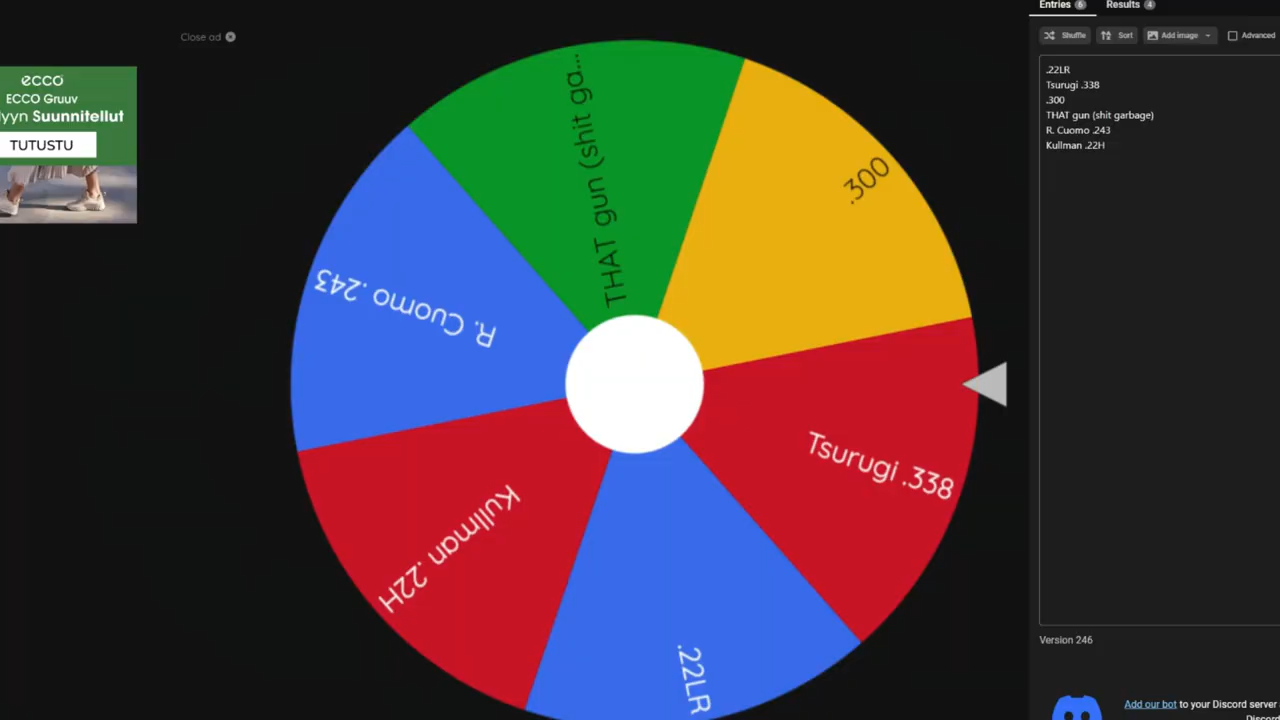 Entries 6
Results 4
Close ad
Shuffle
Sort
Add image
Advanced
ecco
ECCO Gruuv
Suunnitellut
TUTUSTU
.22LR
Tsurugi .338
.300
THAT gun (shit garbage)
R. Cuomo .243
Kullman .22H
THAT gun (shit ga...
.300
R. Cuomo .243
Tsurugi .338
Kullman .22H
.22LR
Version 246
Add our bot to your Discord server